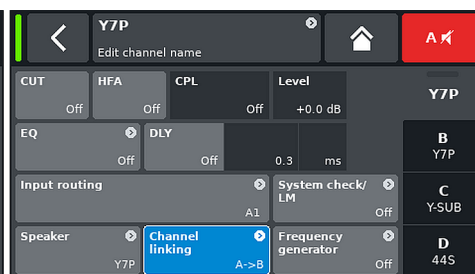 Y7P
Edit channel name
A
CUT
Off
HFA
Off
CPL
Off
Level
+0.0 dB
Y7P
EQ
Off
DLY
Off
0.3 ms
B
Y7P
Input routing
A1
System check/
LM
Off
C
Y-SUB
Speaker
Y7P
Channel
linking
A->B
Frequency
generator
Off
D
44S